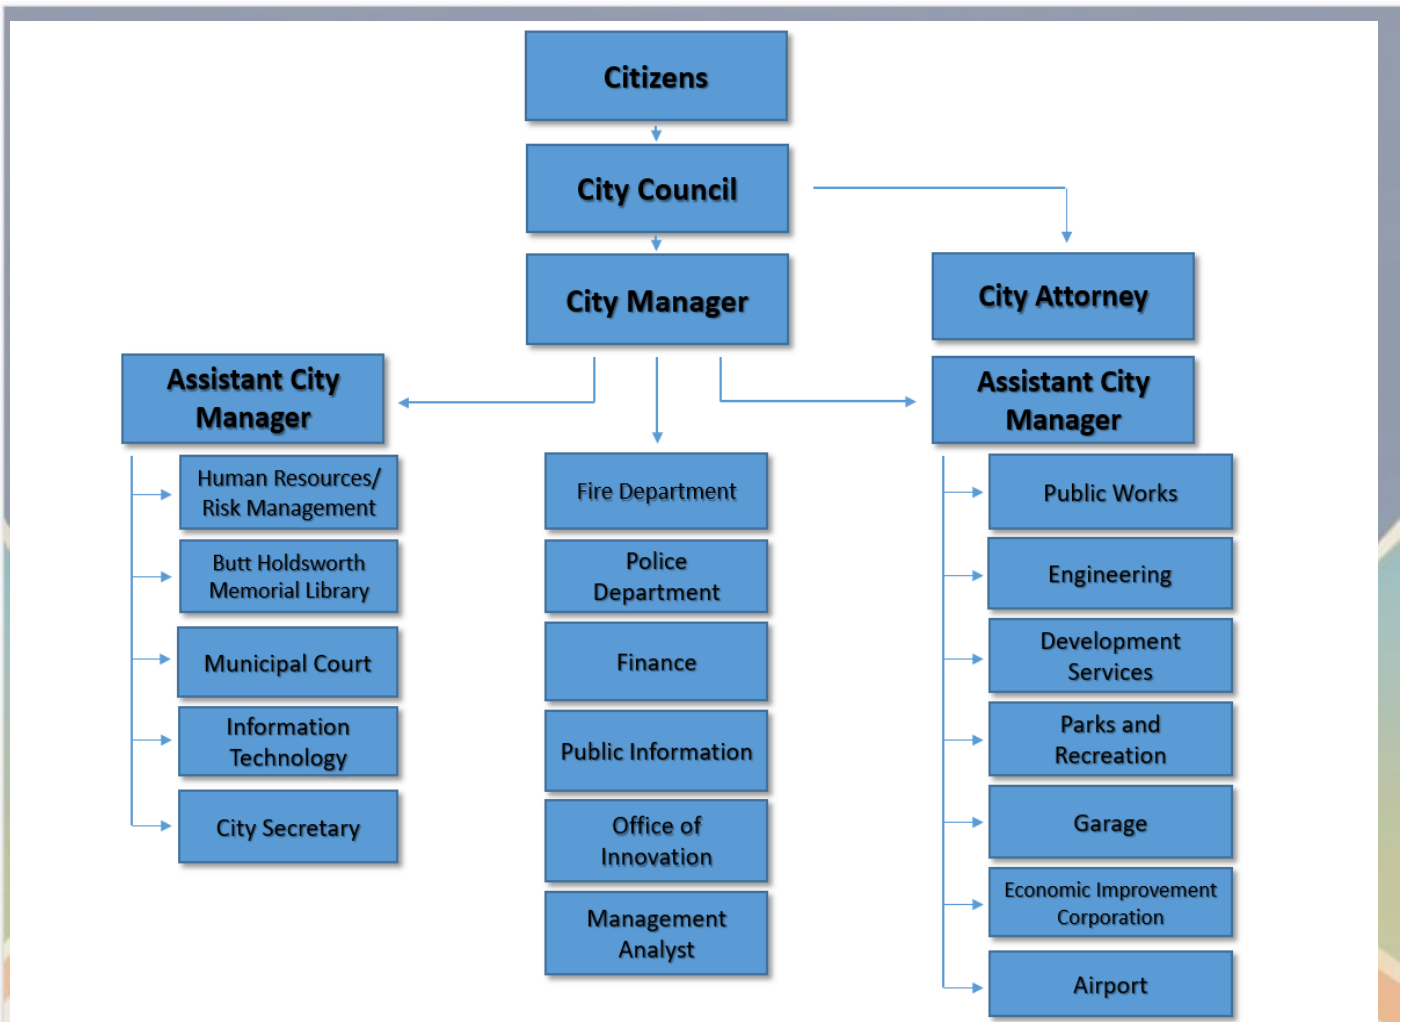 Citizens
City Council
City Manager
City Attorney
Assistant City
Manager
Human Resources/
Risk Management
Butt Holdsworth
Memorial Library
Municipal Court
Information
Technology
City Secretary
Fire Department
Police
Department
Finance
Public Information
Office of
Innovation
Management
Analyst
Assistant City
Manager
Public Works
Engineering
Development
Services
Parks and
Recreation
Garage
Economic Improvement
Corporation
Airport